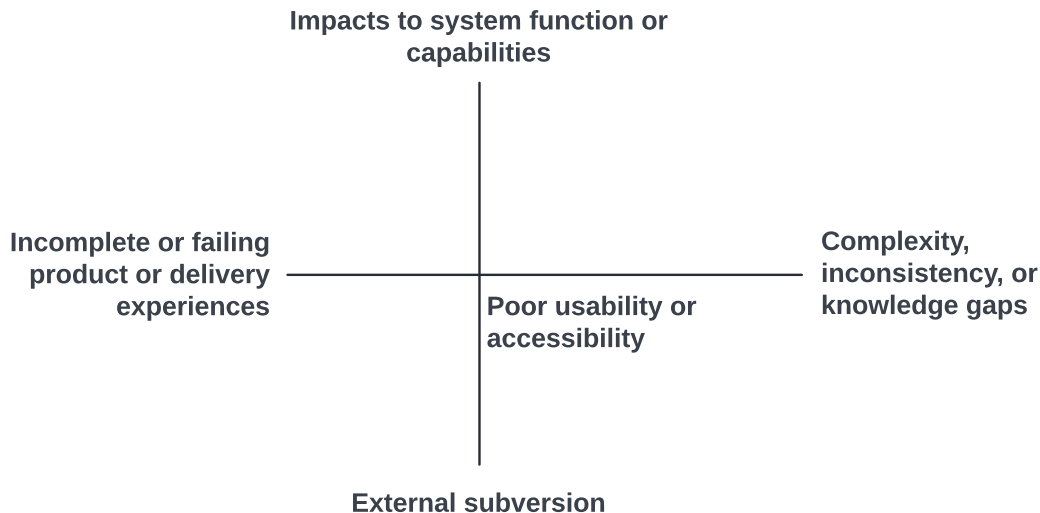 Impacts to system function or
capabilities
Incomplete or failing
product or delivery
experiences
Complexity,
inconsistency, or
knowledge gaps
Poor usability or
accessibility
External subversion